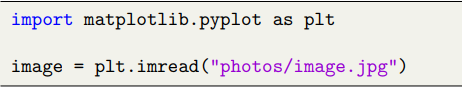 import matplotlib.pyplot as plt
image = plt.imread("photos/image.jpg")